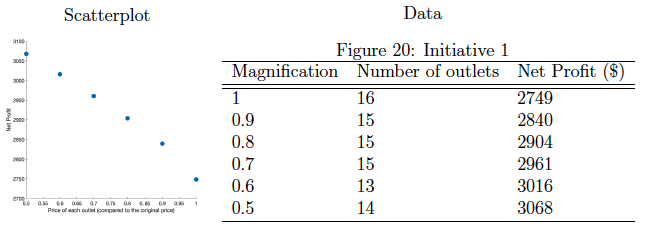 Scatterplot
3100
3050
3000
2950
2900
2850
2800
2750
2700
Net Profit
0.5 0.55 0.6 0.65 0.7 0.75 0.8 0.85 0.9 0.95 1
Price of each outlet (compared to the original price)
Data
Figure 20: Initiative 1
Magnification Number of outlets Net Profit ($)
1 16 2749
0.9 15 2840
0.8 15 2904
0.7 15 2961
0.6 13 3016
0.5 14 3068